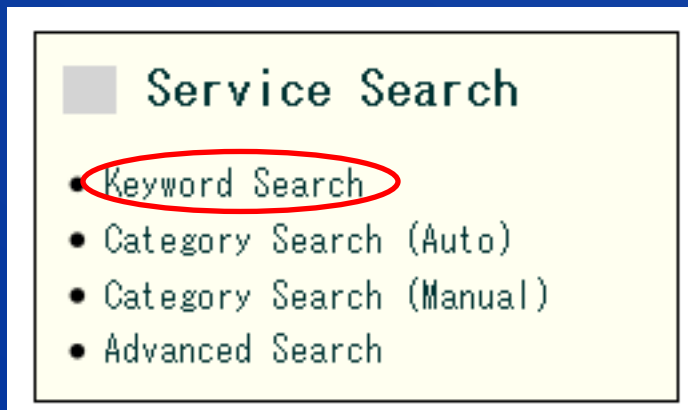 Service Search
Keyword Search
Category Search (Auto)
Category Search (Manual)
Advanced Search